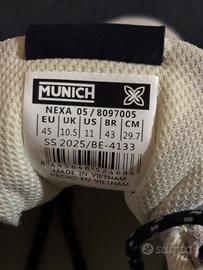 MUNICH
NEXA 05 / 8097005
EU UK US BR CM
45 10.5 11 43 29.7
SS 2025/BE-4133
MADE IN VIETNAM
HECHO EN VIETNAM
subito